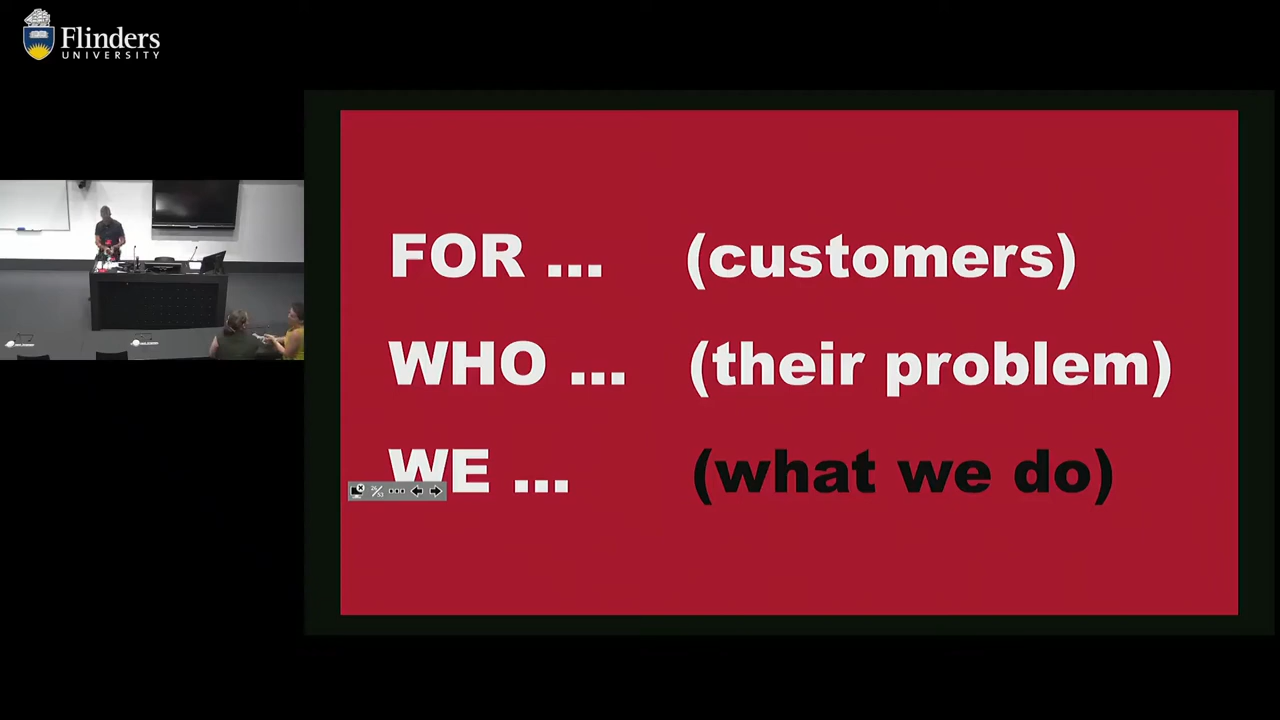 Flinders
UNIVERSITY
FOR ... (customers)
WHO ... (their problem)
WE ... (what we do)